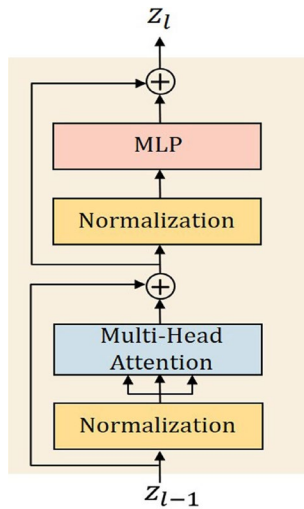 z_l
MLP
Normalization
Multi-Head
Attention
Normalization
z_{l-1}